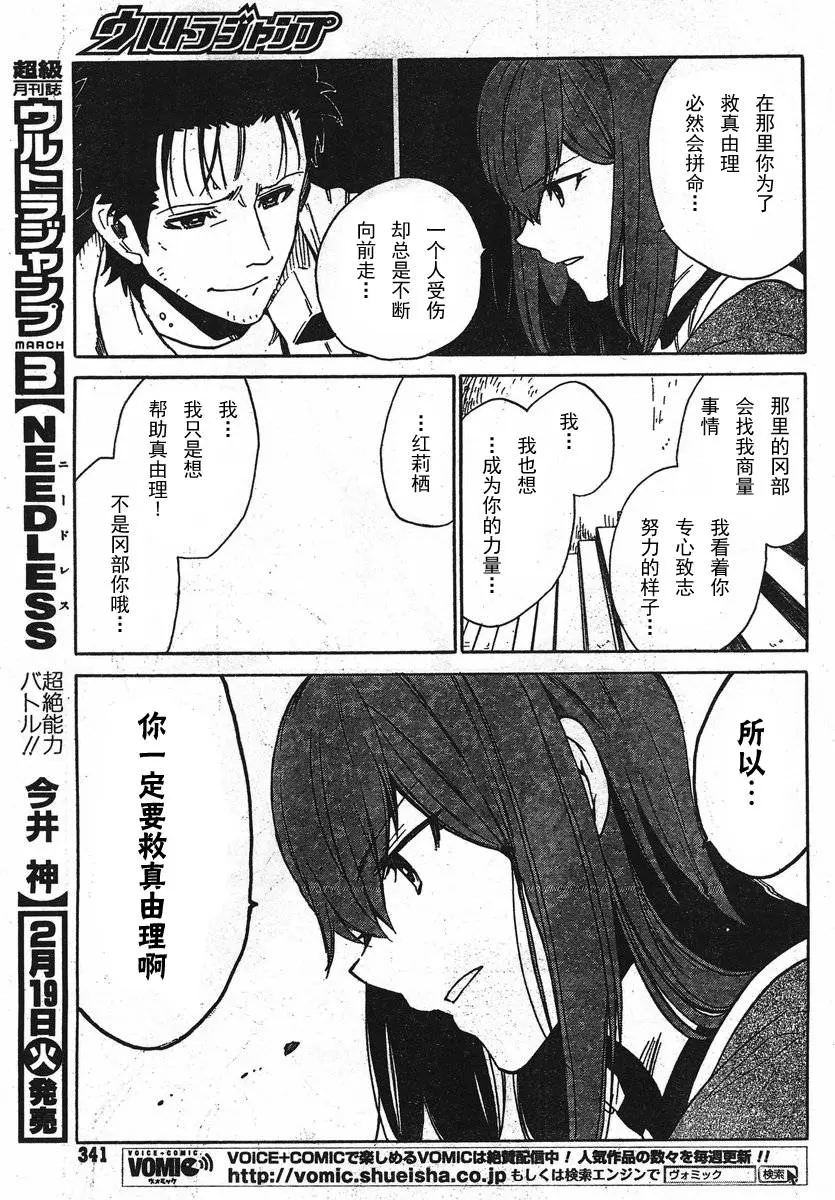 ウルトラジャンプ
超級
月刊誌
ウルトラジャンプ
MARCH
3
【NEEDLESS
ニードレス
超絶能力
バトル!!
今井 神】
2月19日(火)発売
在那里你为了
救真由理
必然会拼命…
一个人受伤
却总是不断
向前走…
那里的冈部
会找我商量
事情
我看着你
专心致志
努力的样子…
我…
我也想
…成为你的力量…
…红莉栖
我…
我只是想
帮助真由理！
不是冈部你哦…
所以…
你一定要救真由理啊
341
VOICE+COMIC
VOMIC
ヴォミック
VOICE+COMICで楽しめるVOMICは絶賛配信中！人気作品の数々を毎週更新!!
http://vomic.shueisha.co.jp もしくは検索エンジンで ヴォミック 検索